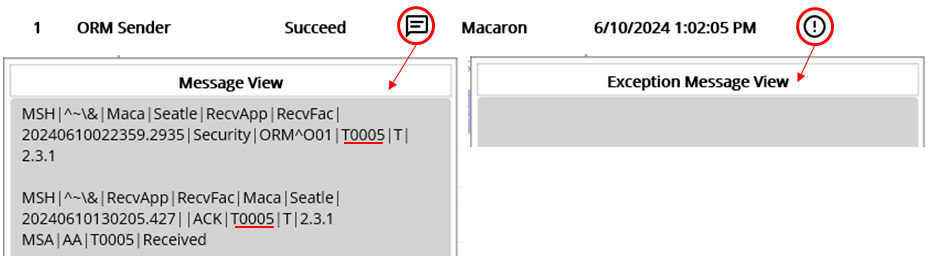 1 ORM Sender Succeed Macaron 6/10/2024 1:02:05 PM
Message View
MSH|^~\&|Maca|Seatle|RecvApp|RecvFac|
20240610022359.2935|Security|ORM^O01|T0005|T|
2.3.1
MSH|^~\&|RecvApp|RecvFac|Maca|Seatle|
20240610130205.427||ACK|T0005|T|2.3.1
MSA|AA|T0005|Received
Exception Message View